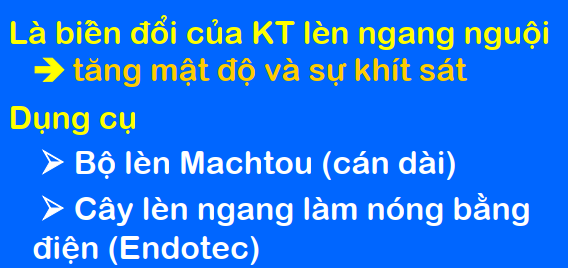 Là biến đổi của KT lèn ngang nguội
➔ tăng mật độ và sự khít sát
Dụng cụ
➢ Bộ lèn Machtou (cán dài)
➢ Cây lèn ngang làm nóng bằng
điện (Endotec)